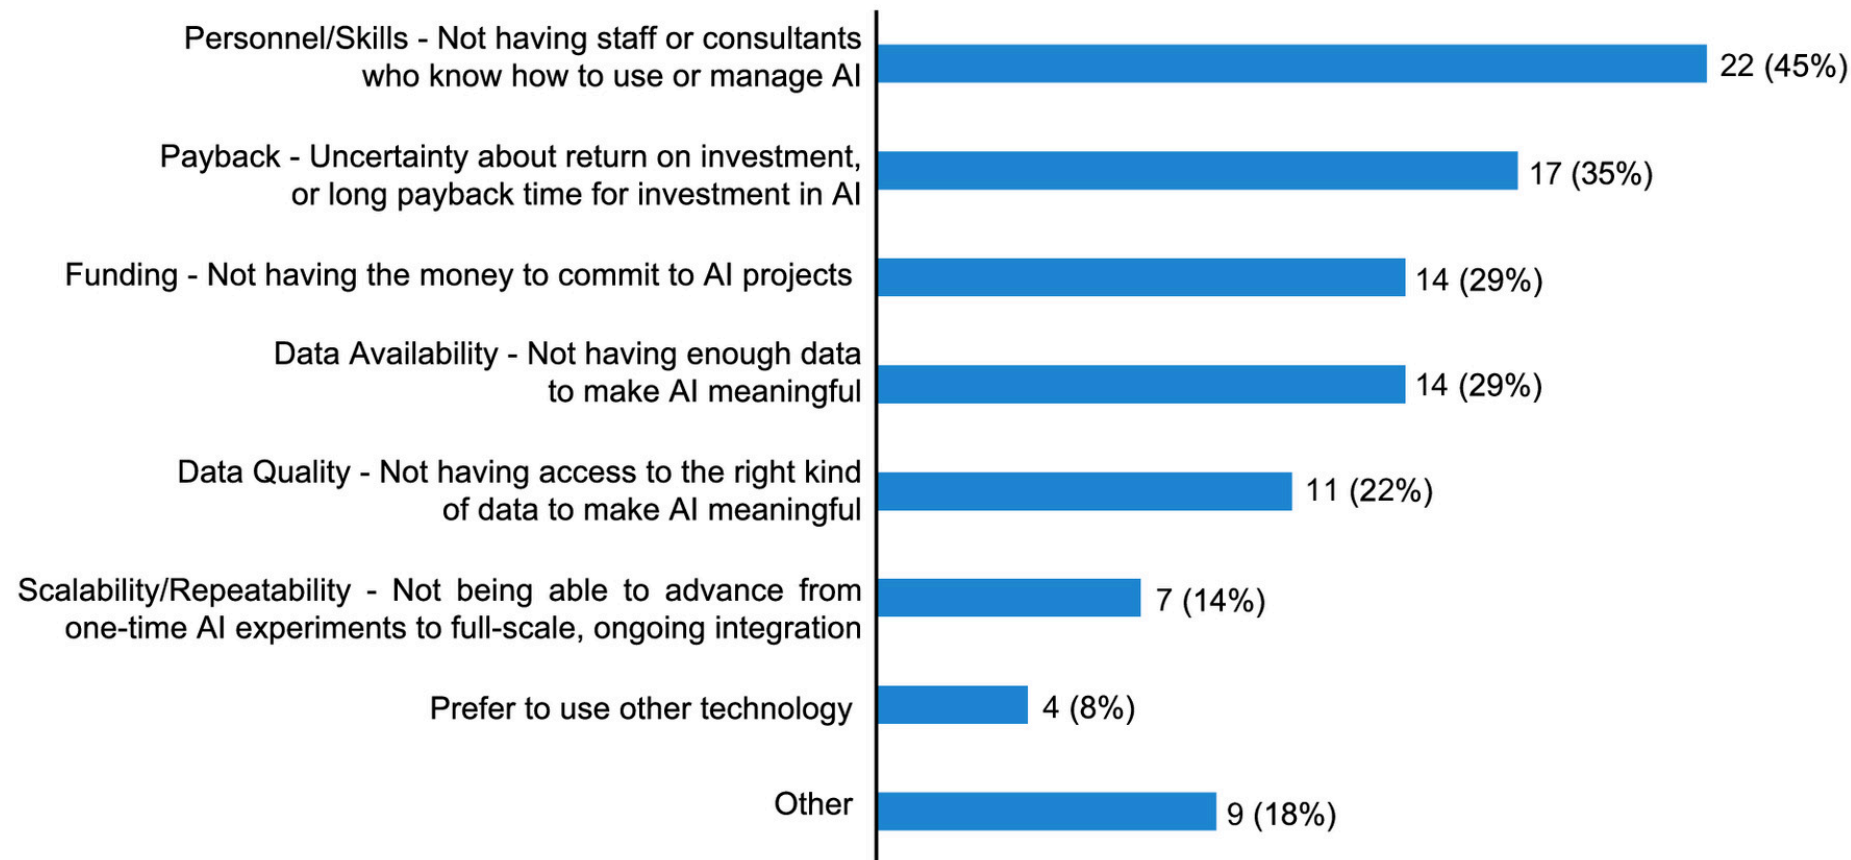 Personnel/Skills - Not having staff or consultants
who know how to use or manage AI
22 (45%)
Payback - Uncertainty about return on investment,
or long payback time for investment in AI
17 (35%)
Funding - Not having the money to commit to AI projects
14 (29%)
Data Availability - Not having enough data
to make AI meaningful
14 (29%)
Data Quality - Not having access to the right kind
of data to make AI meaningful
11 (22%)
Scalability/Repeatability - Not being able to advance from
one-time AI experiments to full-scale, ongoing integration
7 (14%)
Prefer to use other technology
4 (8%)
Other
9 (18%)